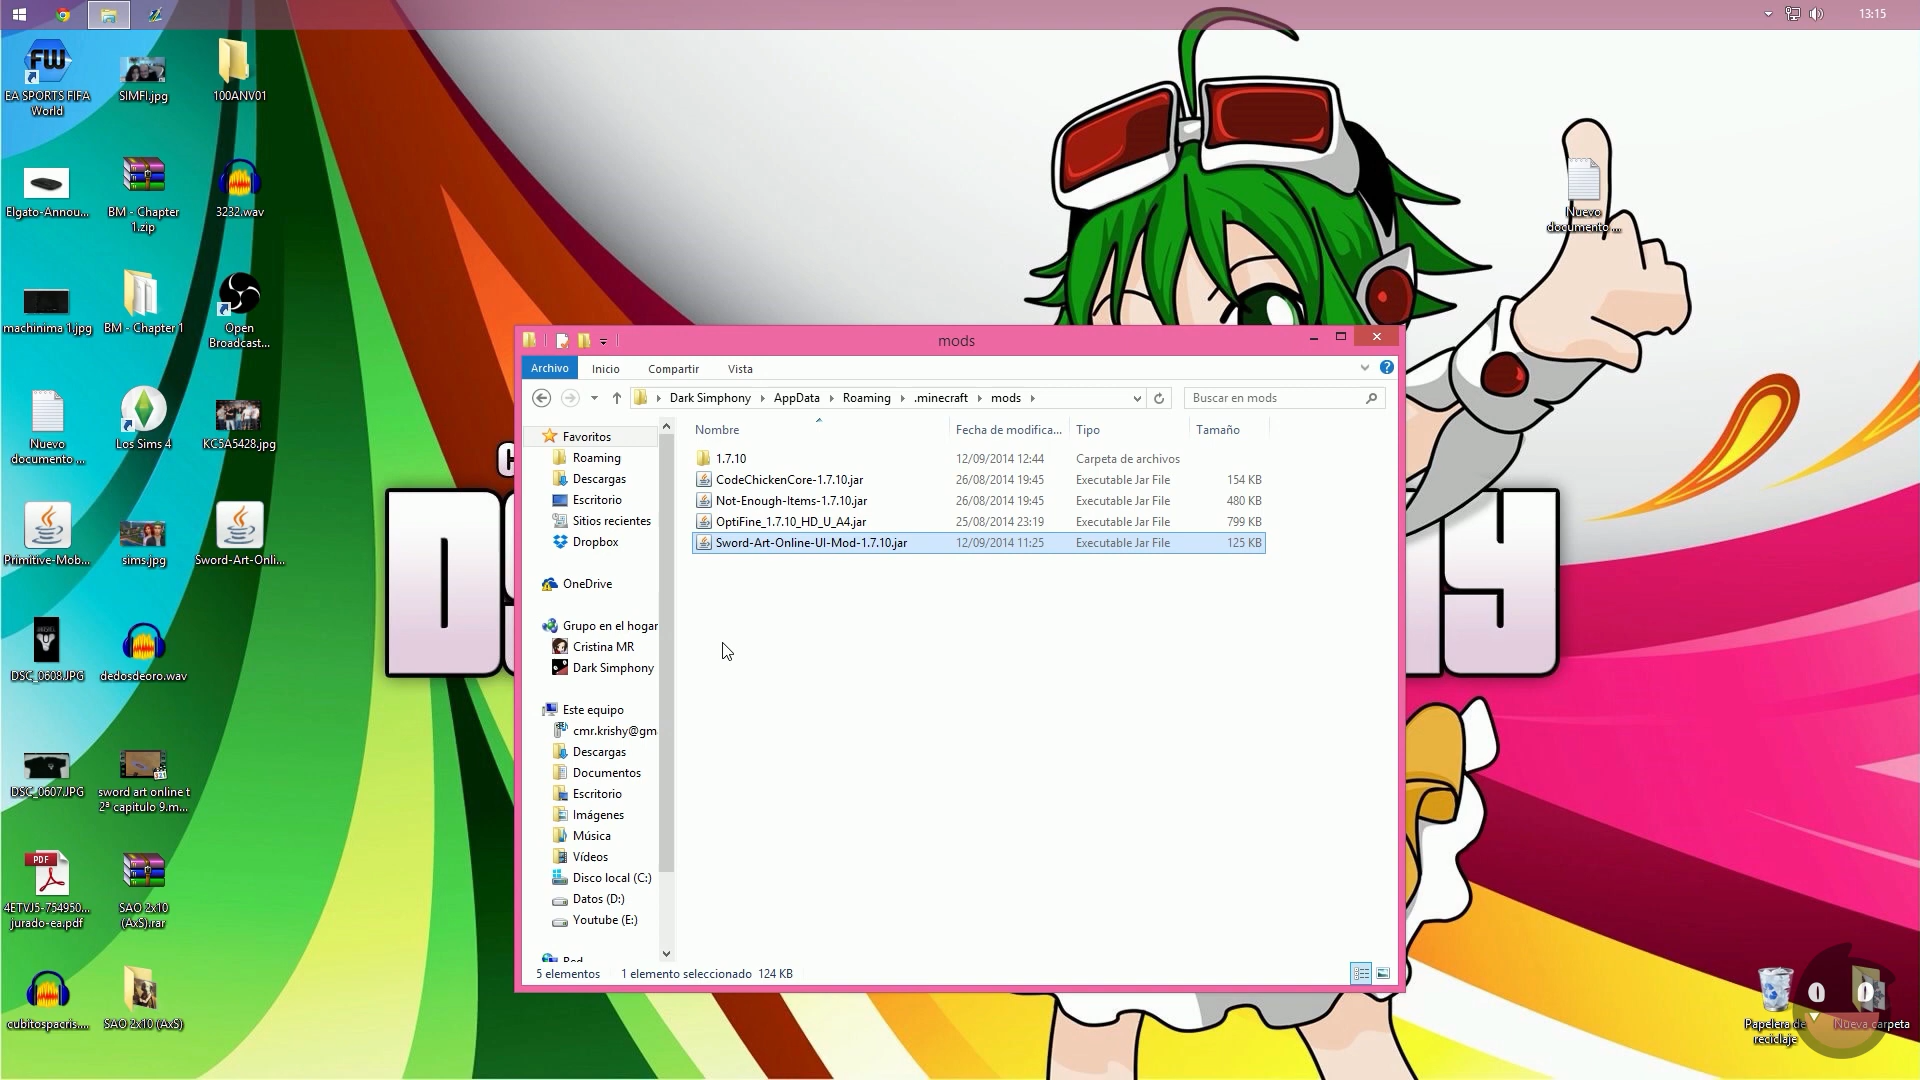 13:15
EA SPORTS FIFA
World
SIMFI.jpg
100ANV01
Elgato-Annou...
BM - Chapter
1.zip
3232.wav
machinima 1.jpg
BM - Chapter 1
Open
Broadcast...
Nuevo
documento ...
Los Sims 4
KC5A5428.jpg
Primitive-Mob...
sims.jpg
Sword-Art-Onli...
DSC_0608.JPG
dedosdeoro.wav
DSC_0607.JPG
sword art online t
2ª capitulo 9.m...
PDF
4ETVJ5-754950...
jurado-ea.pdf
SAO 2x10
(AxS).rar
cubitospacris....
SAO 2x10 (AxS)
Nuevo
documento ...
mods
Archivo
Inicio
Compartir
Vista
Dark Simphony
AppData
Roaming
.minecraft
mods
Buscar en mods
Favoritos
Roaming
Descargas
Escritorio
Sitios recientes
Dropbox
OneDrive
Grupo en el hogar
Cristina MR
Dark Simphony
Este equipo
cmr.krishy@gm
Descargas
Documentos
Escritorio
Imágenes
Música
Vídeos
Disco local (C:)
Datos (D:)
Youtube (E:)
Red
Nombre Fecha de modifica... Tipo Tamaño
1.7.10 12/09/2014 12:44 Carpeta de archivos
CodeChickenCore-1.7.10.jar 26/08/2014 19:45 Executable Jar File 154 KB
Not-Enough-Items-1.7.10.jar 26/08/2014 19:45 Executable Jar File 480 KB
OptiFine_1.7.10_HD_U_A4.jar 25/08/2014 23:19 Executable Jar File 799 KB
Sword-Art-Online-UI-Mod-1.7.10.jar 12/09/2014 11:25 Executable Jar File 125 KB
5 elementos 1 elemento seleccionado 124 KB
Papelera de
reciclaje
Nueva carpeta
0 0